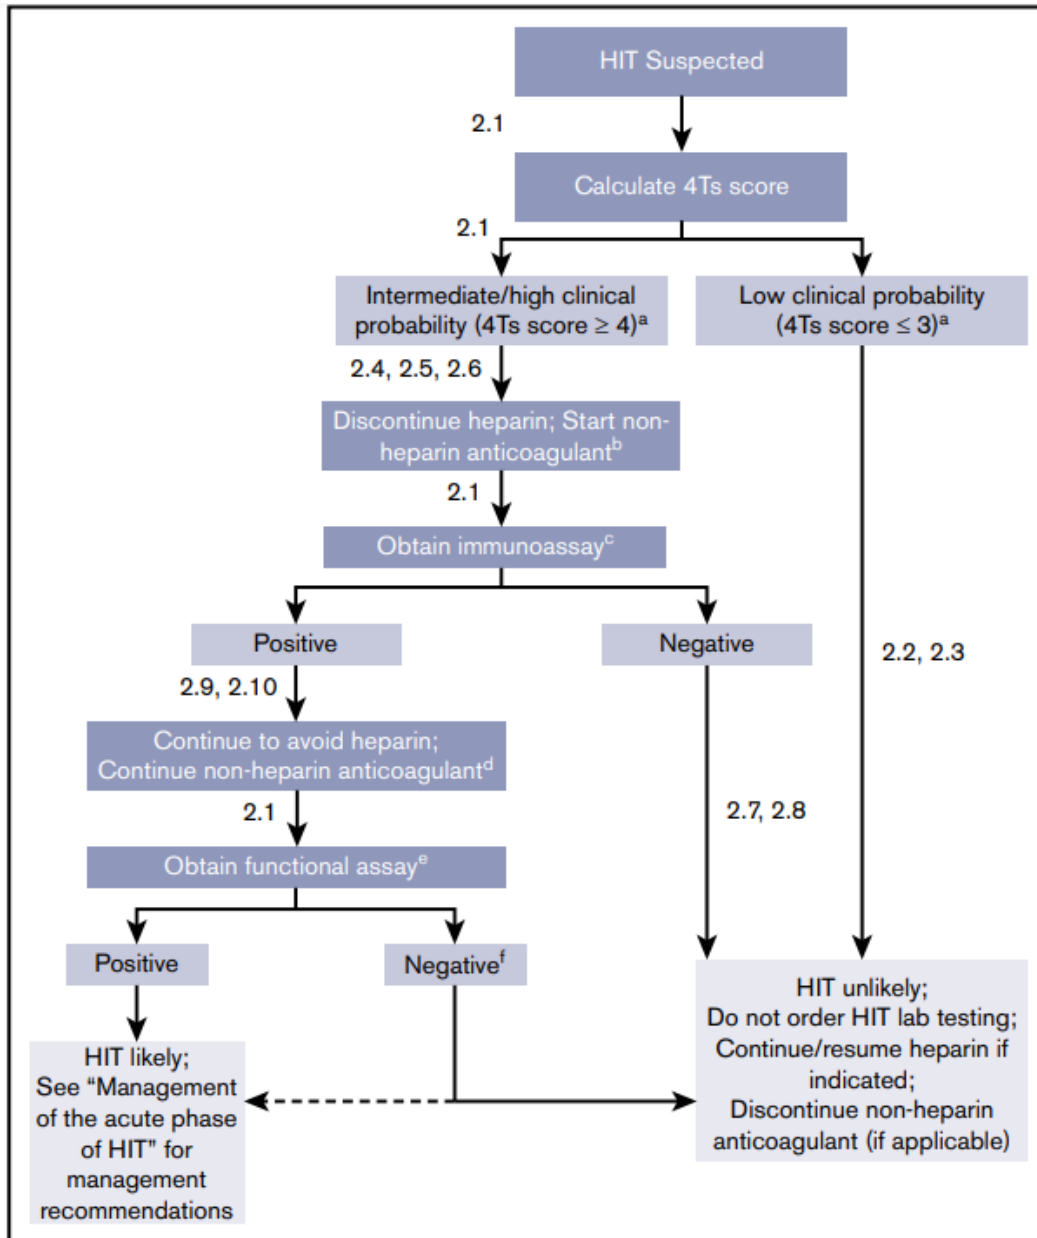 HIT Suspected
2.1
Calculate 4Ts score
2.1
Intermediate/high clinical
probability (4Ts score ≥ 4)ᵃ
Low clinical probability
(4Ts score ≤ 3)ᵃ
2.4, 2.5, 2.6
Discontinue heparin; Start non-
heparin anticoagulantᵇ
2.1
Obtain immunoassayᶜ
Positive
Negative
2.2, 2.3
2.9, 2.10
Continue to avoid heparin;
Continue non-heparin anticoagulantᵈ
2.7, 2.8
2.1
Obtain functional assayᵉ
Positive
Negativeᶠ
HIT unlikely;
Do not order HIT lab testing;
Continue/resume heparin if
indicated;
Discontinue non-heparin
anticoagulant (if applicable)
HIT likely;
See “Management
of the acute phase
of HIT” for
management
recommendations